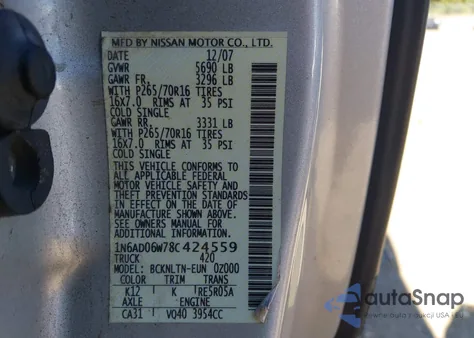 MFD BY NISSAN MOTOR CO., LTD.
12/07
GVWR 5690 LB
GAWR FR. 3296 LB
WITH P265/70R16 TIRES
16X7.0 RIMS AT 35 PSI
COLD SINGLE
GAWR RR. 3331 LB
WITH P265/70R16 TIRES
16X7.0 RIMS AT 35 PSI
COLD SINGLE
THIS VEHICLE CONFORMS TO
ALL APPLICABLE FEDERAL
MOTOR VEHICLE SAFETY AND
THEFT PREVENTION STANDARDS
IN EFFECT ON THE DATE OF
MANUFACTURE SHOWN ABOVE.
SEE OWNERS MANUAL FOR
ADDITIONAL INFORMATION.
1N6AD06W78C424559
TRUCK 420
MODEL: BCKNLTN-EUN 0Z000
COLOR TRIM TRANS
K12 K RE5R05A
AXLE ENGINE
CA31 VQ40 3954CC
autoSnap
Drive Smarter